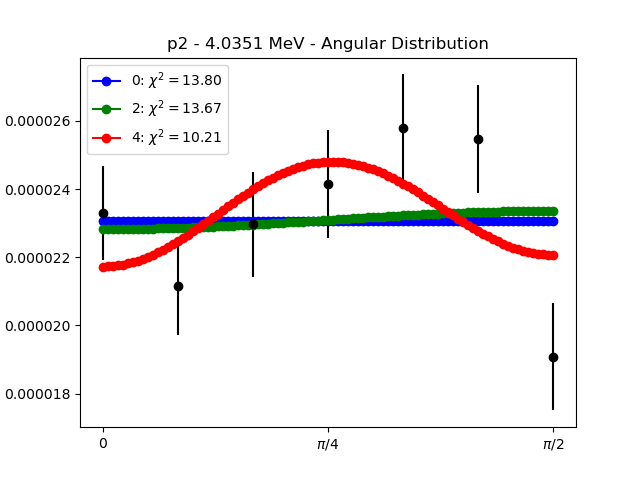 p2 - 4.0351 MeV - Angular Distribution
0: χ² = 13.80
2: χ² = 13.67
4: χ² = 10.21
0.000026
0.000024
0.000022
0.000020
0.000018
0 π/4 π/2